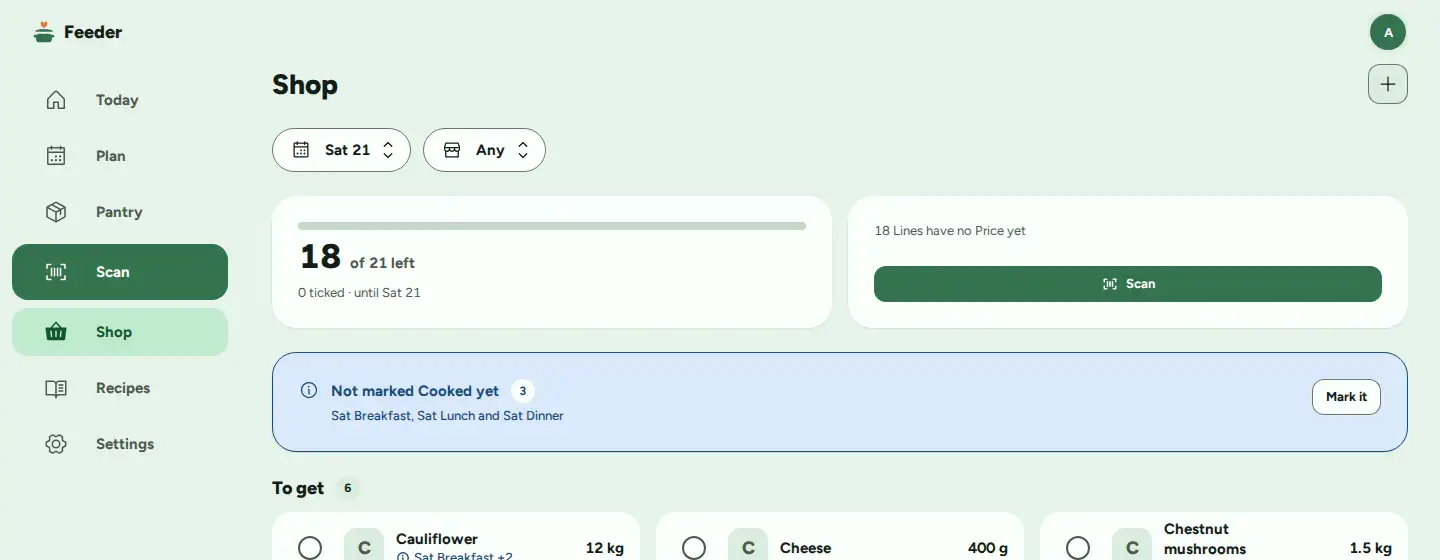 Feeder
A
Today
Plan
Pantry
Scan
Shop
Recipes
Settings
Shop
Sat 21
Any
18 of 21 left
0 ticked · until Sat 21
18 Lines have no Price yet
Scan
Not marked Cooked yet 3
Sat Breakfast, Sat Lunch and Sat Dinner
Mark it
To get 6
C
Cauliflower
Sat Breakfast +2
12 kg
C
Cheese
400 g
C
Chestnut
mushrooms
1.5 kg